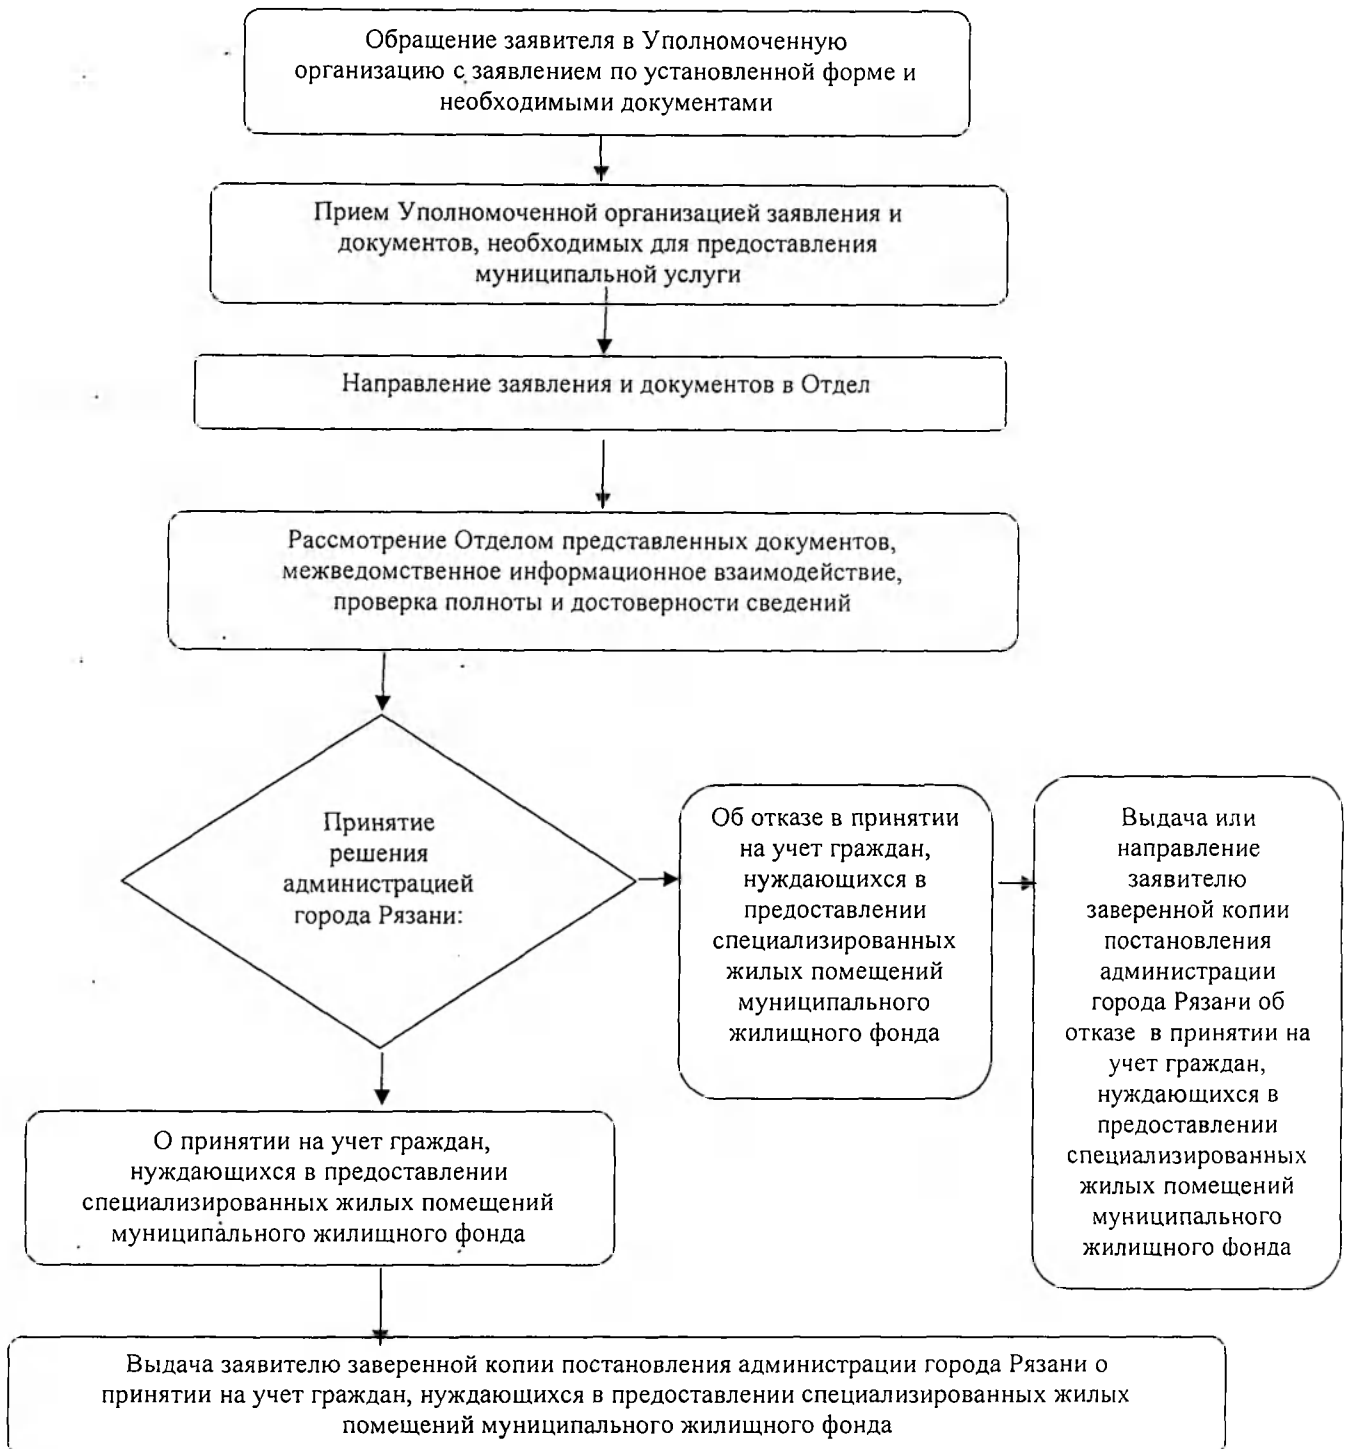 Обращение заявителя в Уполномоченную
организацию с заявлением по установленной форме и
необходимыми документами
Прием Уполномоченной организацией заявления и
документов, необходимых для предоставления
муниципальной услуги
Направление заявления и документов в Отдел
Рассмотрение Отделом представленных документов,
межведомственное информационное взаимодействие,
проверка полноты и достоверности сведений
Принятие
решения
администрацией
города Рязани:
Об отказе в принятии
на учет граждан,
нуждающихся в
предоставлении
специализированных
жилых помещений
муниципального
жилищного фонда
Выдача или
направление
заявителю
заверенной копии
постановления
администрации
города Рязани об
отказе в принятии на
учет граждан,
нуждающихся в
предоставлении
специализированных
жилых помещений
муниципального
жилищного фонда
О принятии на учет граждан,
нуждающихся в предоставлении
специализированных жилых помещений
муниципального жилищного фонда
Выдача заявителю заверенной копии постановления администрации города Рязани о
принятии на учет граждан, нуждающихся в предоставлении специализированных жилых
помещений муниципального жилищного фонда